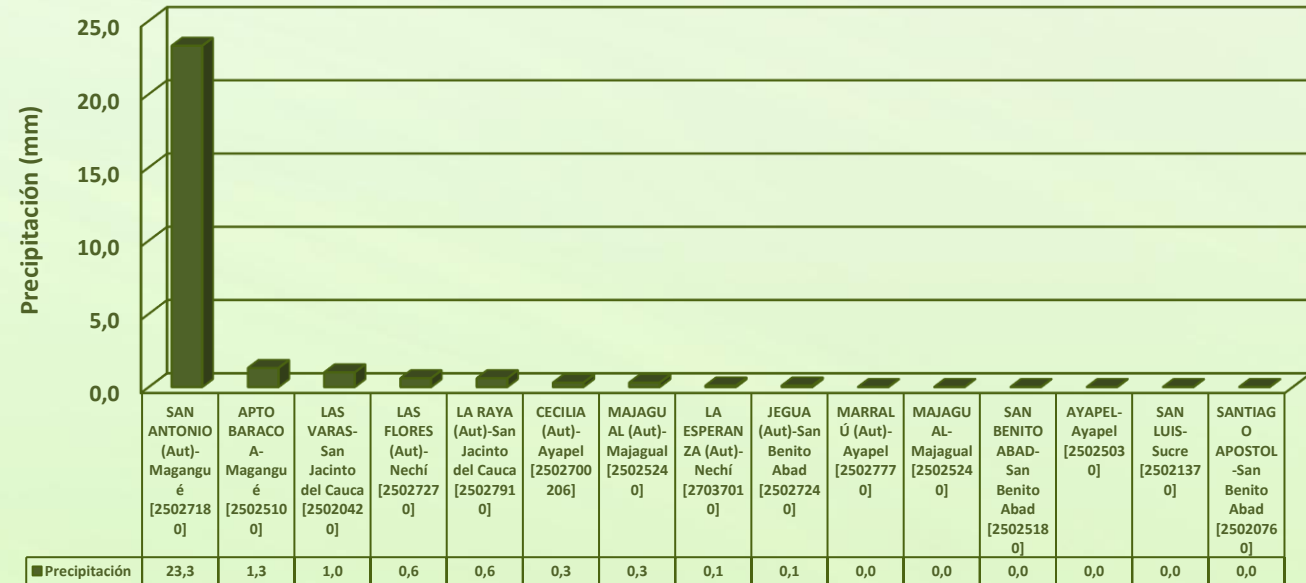 25,0
20,0
15,0
10,0
5,0
0,0
Precipitación (mm)
SAN
ANTONIO
(Aut)-
Magangu
é
[2502718
0]
APTO
BARACO
A-
Magangu
é
[2502510
0]
LAS
VARAS-
San
Jacinto
del Cauca
[2502042
0]
LAS
FLORES
(Aut)-
Nechí
[2502727
0]
LA RAYA
(Aut)-San
Jacinto
del Cauca
[2502791
0]
CECILIA
(Aut)-
Ayapel
[2502700
206]
MAJAGU
AL (Aut)-
Majagual
[2502524
0]
LA
ESPERAN
ZA (Aut)-
Nechí
[2703701
0]
JEGUA
(Aut)-San
Benito
Abad
[2502724
0]
MARRAL
Ú (Aut)-
Ayapel
[2502777
0]
MAJAGU
AL-
Majagual
[2502524
0]
SAN
BENITO
ABAD-
San
Benito
Abad
[2502518
0]
AYAPEL-
Ayapel
[2502503
0]
SAN
LUIS-
Sucre
[2502137
0]
SANTIAG
O
APOSTOL
-San
Benito
Abad
[2502076
0]
Precipitación 23,3 1,3 1,0 0,6 0,6 0,3 0,3 0,1 0,1 0,0 0,0 0,0 0,0 0,0 0,0